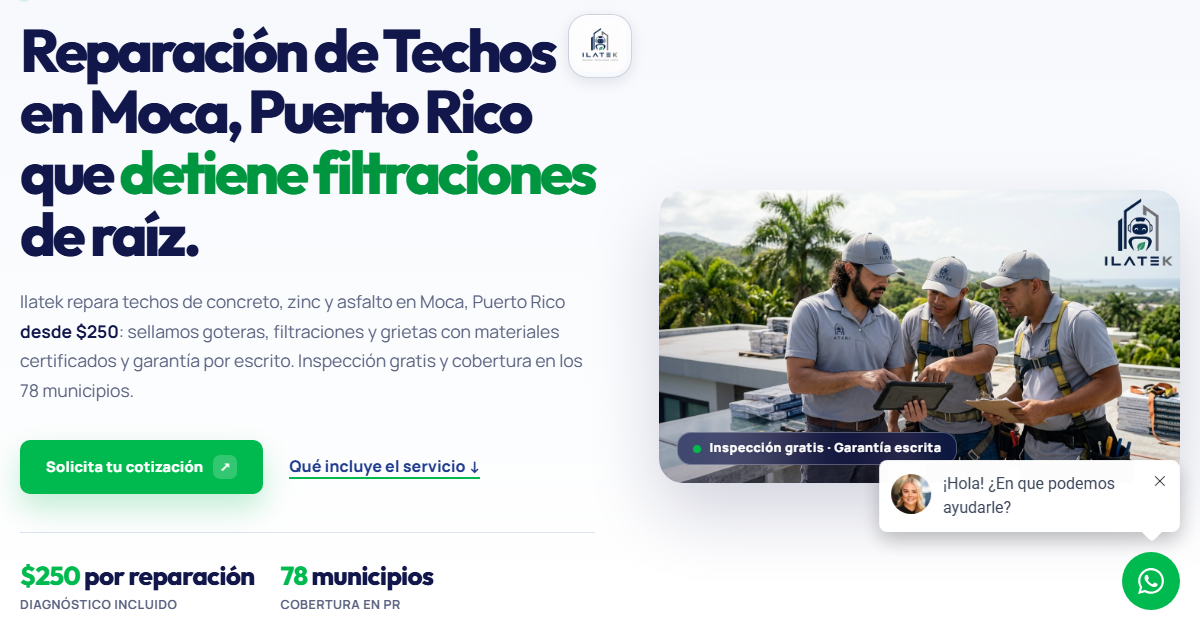 Reparación de Techos
en Moca, Puerto Rico
que detiene filtraciones
de raíz.
ILATEK
Ilatek repara techos de concreto, zinc y asfalto en Moca, Puerto Rico
desde $250: sellamos goteras, filtraciones y grietas con materiales
certificados y garantía por escrito. Inspección gratis y cobertura en los
78 municipios.
Solicita tu cotización ↗
Qué incluye el servicio ↓
$250 por reparación
DIAGNÓSTICO INCLUIDO
78 municipios
COBERTURA EN PR
ILATEK
Inspección gratis · Garantía escrita
¡Hola! ¿En que podemos
ayudarle?